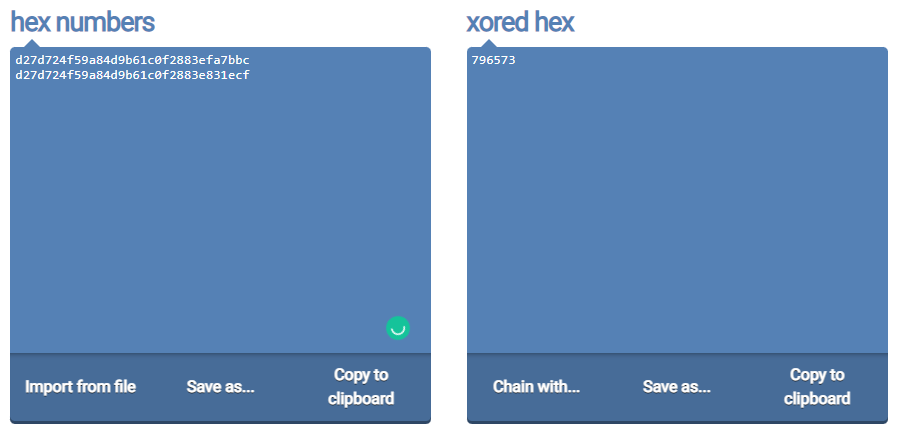 hex numbers
d27d724f59a84d9b61c0f2883efa7bbc
d27d724f59a84d9b61c0f2883e831ecf
Import from file
Save as...
Copy to
clipboard
xored hex
796573
Chain with...
Save as...
Copy to
clipboard